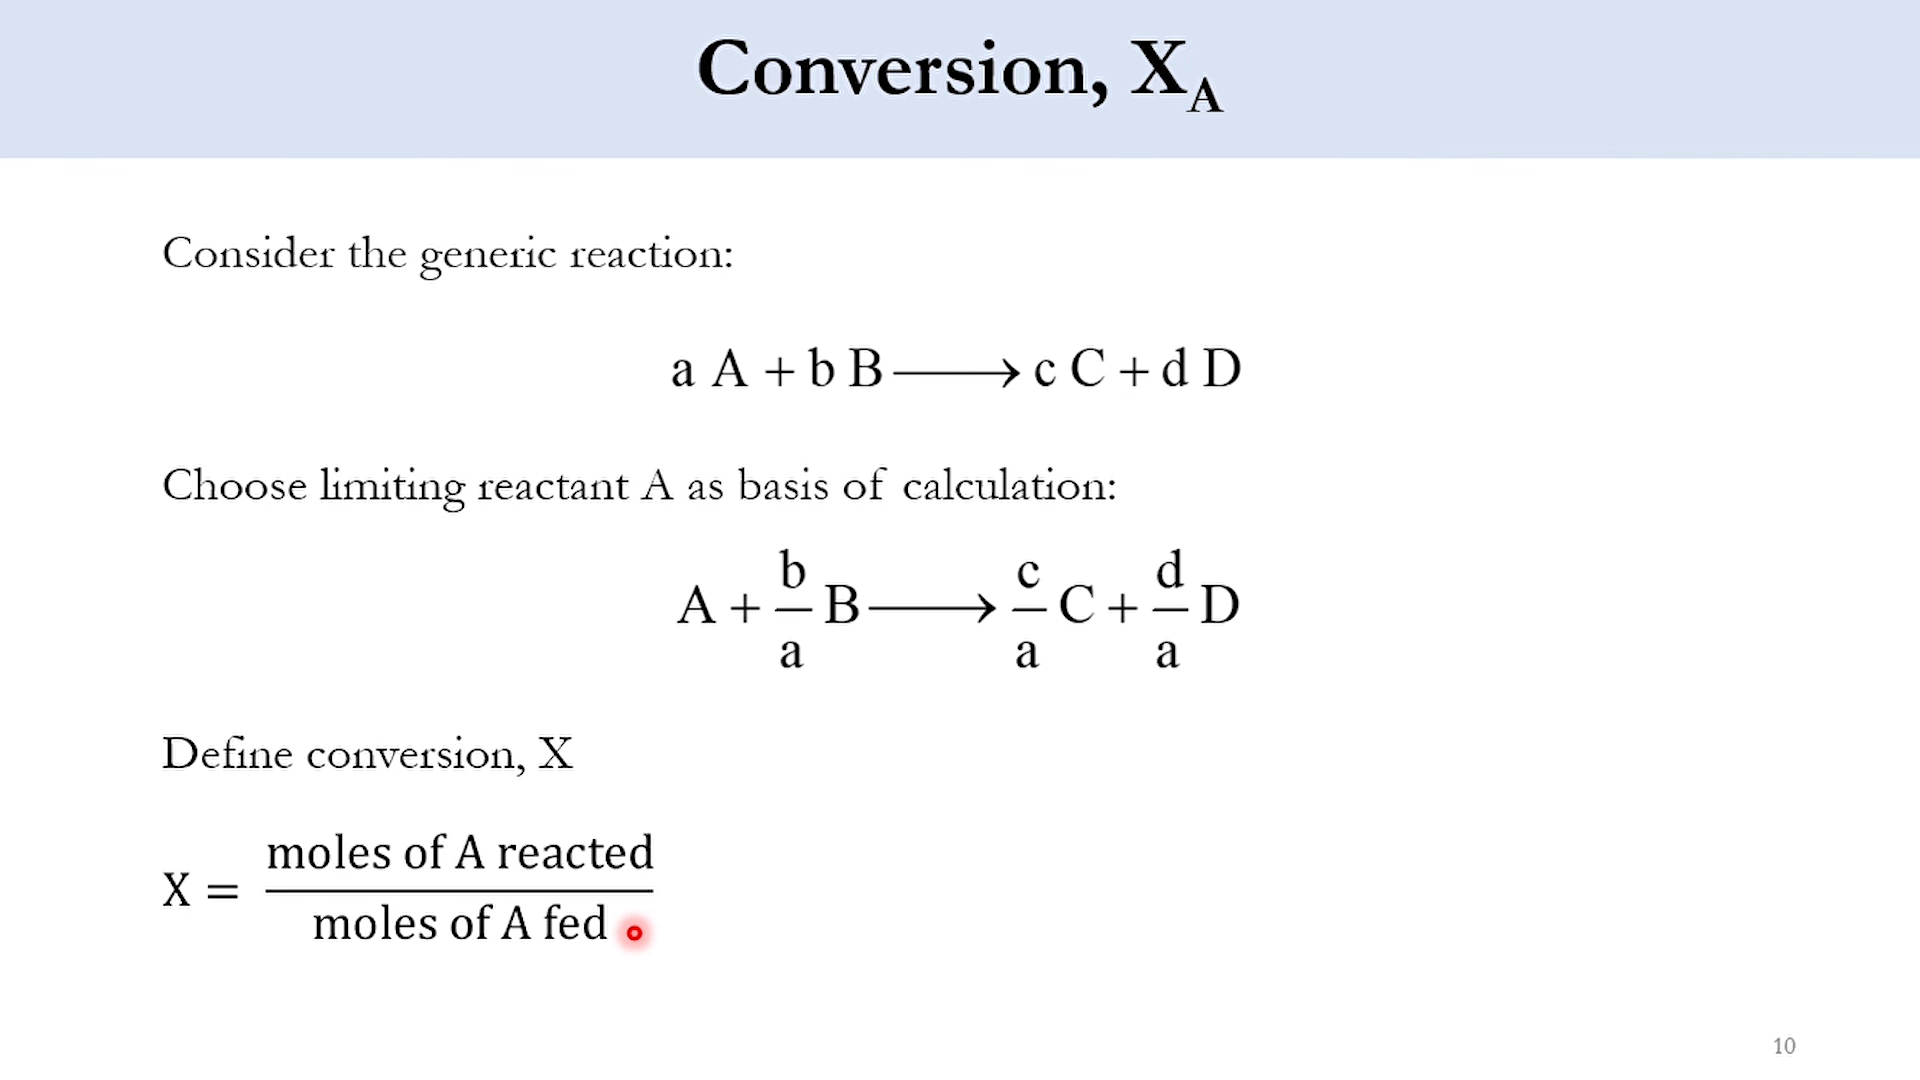 Conversion, X_A
Consider the generic reaction:
a A + b B ⟶ c C + d D
Choose limiting reactant A as basis of calculation:
A + b/a B ⟶ c/a C + d/a D
Define conversion, X
X = moles of A reacted / moles of A fed
10